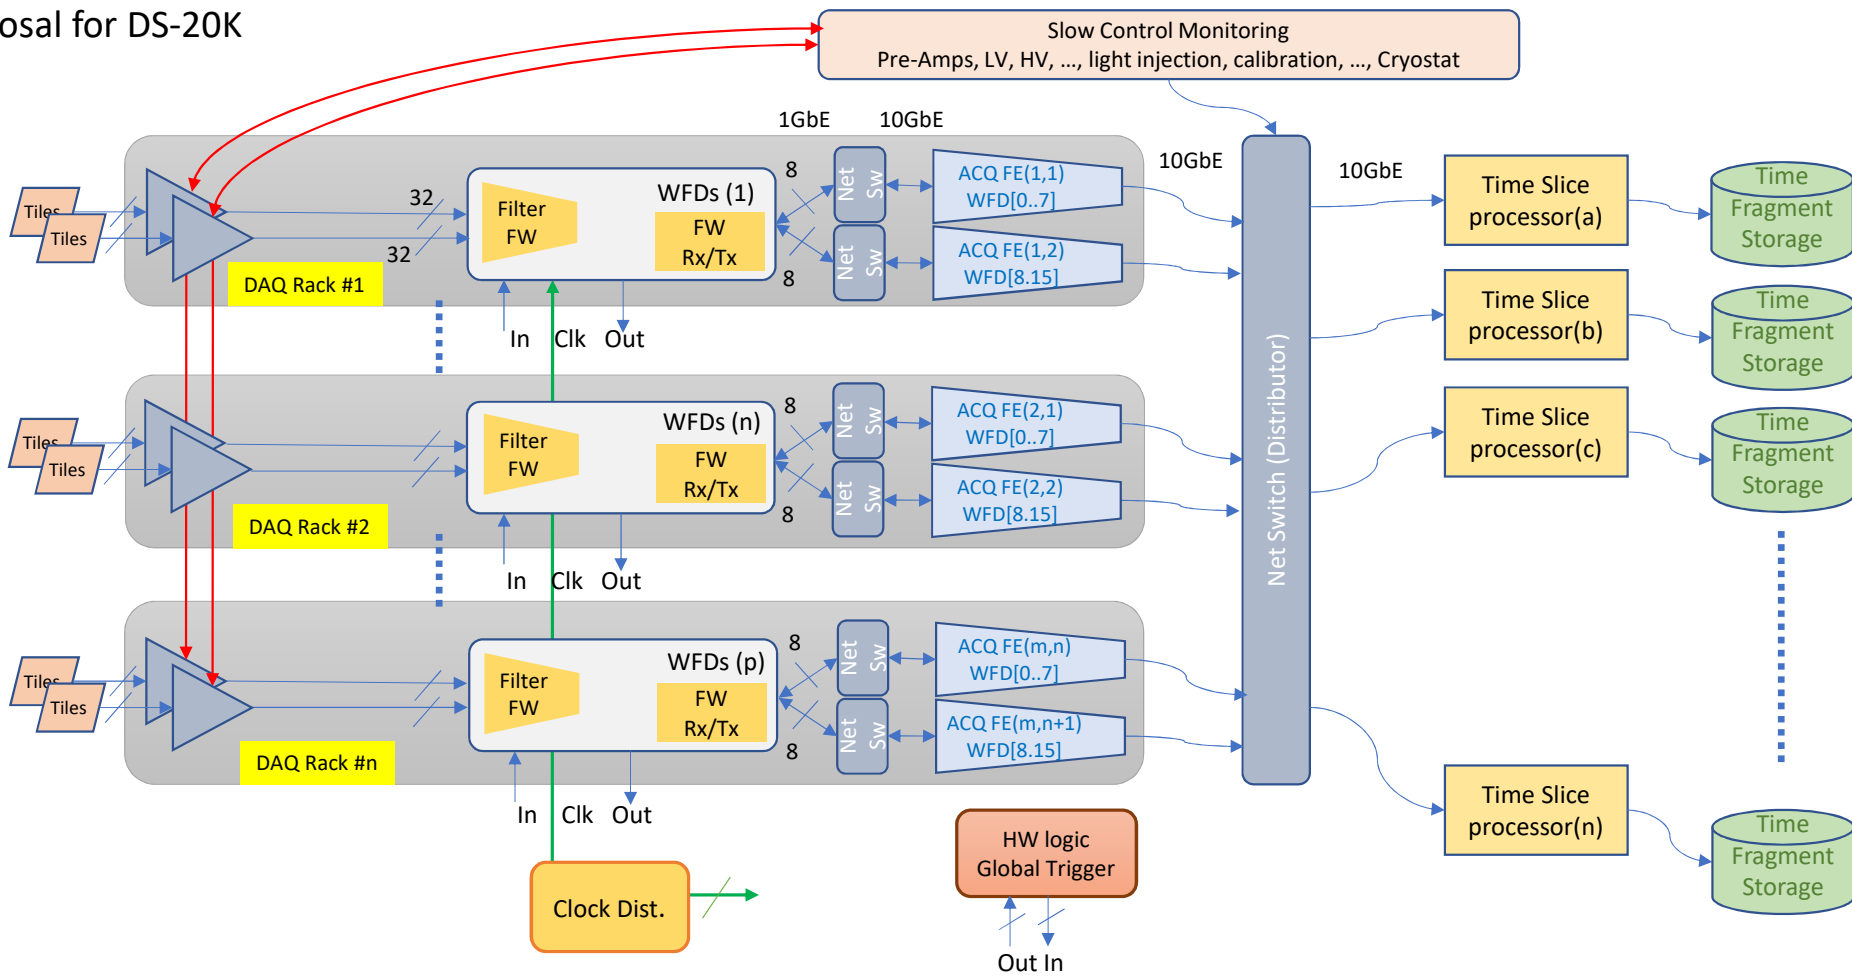 osal for DS-20K
Slow Control Monitoring
Pre-Amps, LV, HV, ..., light injection, calibration, ..., Cryostat
1GbE
10GbE
10GbE
10GbE
Tiles
Tiles
32
32
DAQ Rack #1
Filter
FW
WFDs (1)
FW
Rx/Tx
8
8
Net
Sw
Net
Sw
ACQ FE(1,1)
WFD[0..7]
ACQ FE(1,2)
WFD[8.15]
In
Clk
Out
Tiles
Tiles
DAQ Rack #2
Filter
FW
WFDs (n)
FW
Rx/Tx
8
8
Net
Sw
Net
Sw
ACQ FE(2,1)
WFD[0..7]
ACQ FE(2,2)
WFD[8.15]
In
Clk
Out
Tiles
Tiles
DAQ Rack #n
Filter
FW
WFDs (p)
FW
Rx/Tx
8
8
Net
Sw
Net
Sw
ACQ FE(m,n)
WFD[0..7]
ACQ FE(m,n+1)
WFD[8.15]
In
Clk
Out
Net Switch (Distributor)
Time Slice
processor(a)
Time
Fragment
Storage
Time Slice
processor(b)
Time
Fragment
Storage
Time Slice
processor(c)
Time
Fragment
Storage
Time Slice
processor(n)
Time
Fragment
Storage
Clock Dist.
HW logic
Global Trigger
Out In